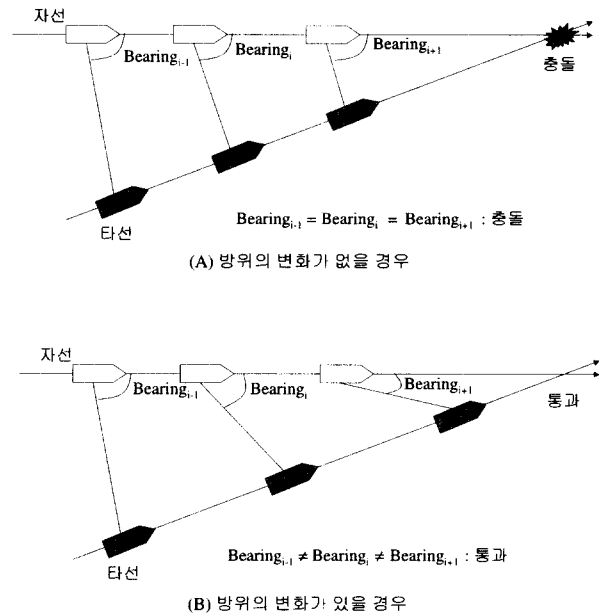 자선
Bearing_{i-1}
Bearing_i
Bearing_{i+1}
충돌
타선
Bearing_{i-1} = Bearing_i = Bearing_{i+1} : 충돌
(A) 방위의 변화가 없을 경우
자선
Bearing_{i-1}
Bearing_i
Bearing_{i+1}
통과
타선
Bearing_{i-1} ≠ Bearing_i ≠ Bearing_{i+1} : 통과
(B) 방위의 변화가 있을 경우